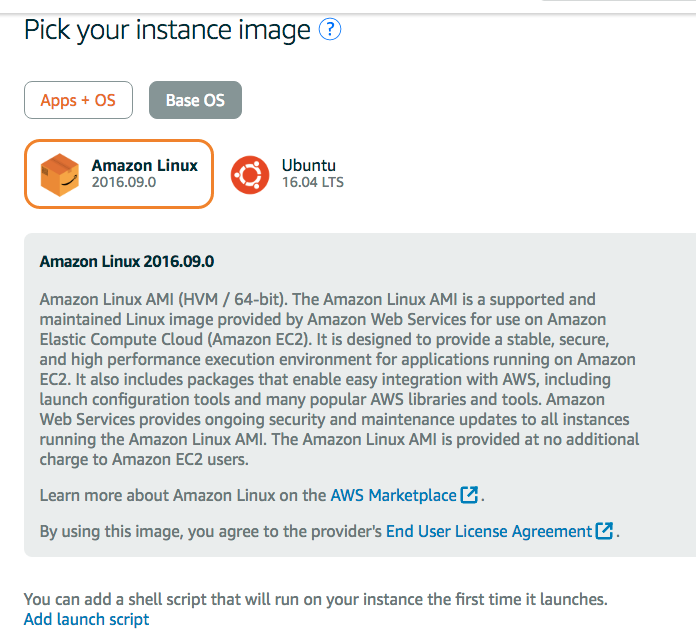 Pick your instance image ?
Apps + OS
Base OS
Amazon Linux
2016.09.0
Ubuntu
16.04 LTS
Amazon Linux 2016.09.0
Amazon Linux AMI (HVM / 64-bit). The Amazon Linux AMI is a supported and
maintained Linux image provided by Amazon Web Services for use on Amazon
Elastic Compute Cloud (Amazon EC2). It is designed to provide a stable, secure,
and high performance execution environment for applications running on Amazon
EC2. It also includes packages that enable easy integration with AWS, including
launch configuration tools and many popular AWS libraries and tools. Amazon
Web Services provides ongoing security and maintenance updates to all instances
running the Amazon Linux AMI. The Amazon Linux AMI is provided at no additional
charge to Amazon EC2 users.
Learn more about Amazon Linux on the AWS Marketplace.
By using this image, you agree to the provider's End User License Agreement.
You can add a shell script that will run on your instance the first time it launches.
Add launch script